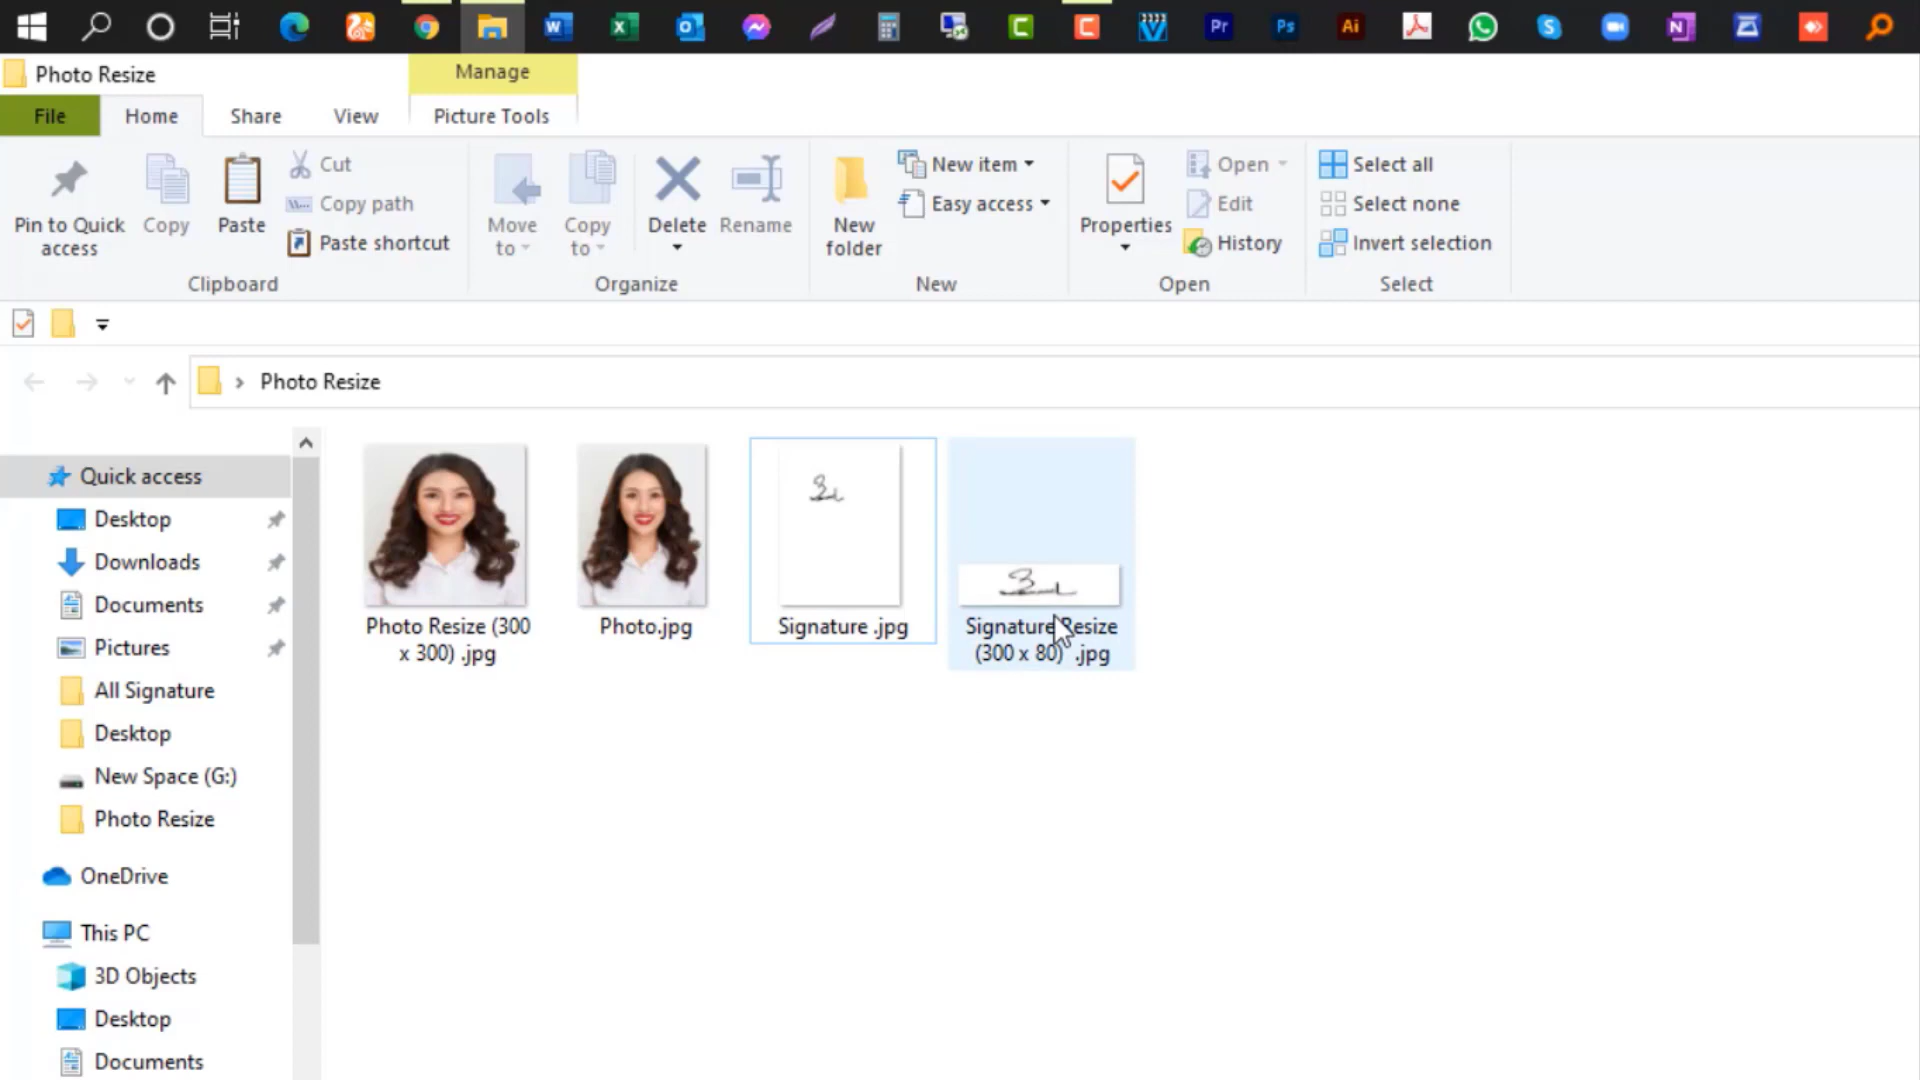 Photo Resize
Manage
File
Home
Share
View
Picture Tools
Pin to Quick access
Copy
Paste
Cut
Copy path
Paste shortcut
Clipboard
Move to
Copy to
Delete
Rename
Organize
New folder
New item
Easy access
New
Properties
Open
Edit
History
Open
Select all
Select none
Invert selection
Select
Photo Resize
Quick access
Desktop
Downloads
Documents
Pictures
All Signature
Desktop
New Space (G:)
Photo Resize
OneDrive
This PC
3D Objects
Desktop
Documents
Photo Resize (300
x 300) .jpg
Photo.jpg
Signature .jpg
Signature Resize
(300 x 80) .jpg